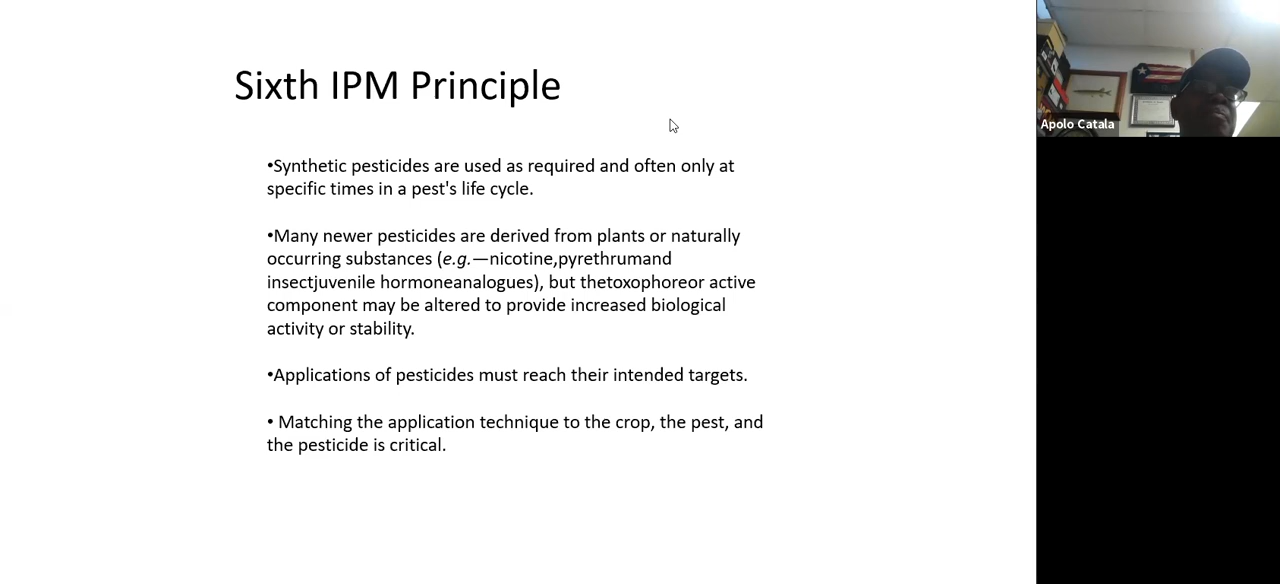 Sixth IPM Principle
•Synthetic pesticides are used as required and often only at
specific times in a pest's life cycle.
•Many newer pesticides are derived from plants or naturally
occurring substances (e.g.—nicotine,pyrethrumand
insectjuvenile hormoneanalogues), but thetoxophoreor active
component may be altered to provide increased biological
activity or stability.
•Applications of pesticides must reach their intended targets.
• Matching the application technique to the crop, the pest, and
the pesticide is critical.
Apolo Catala